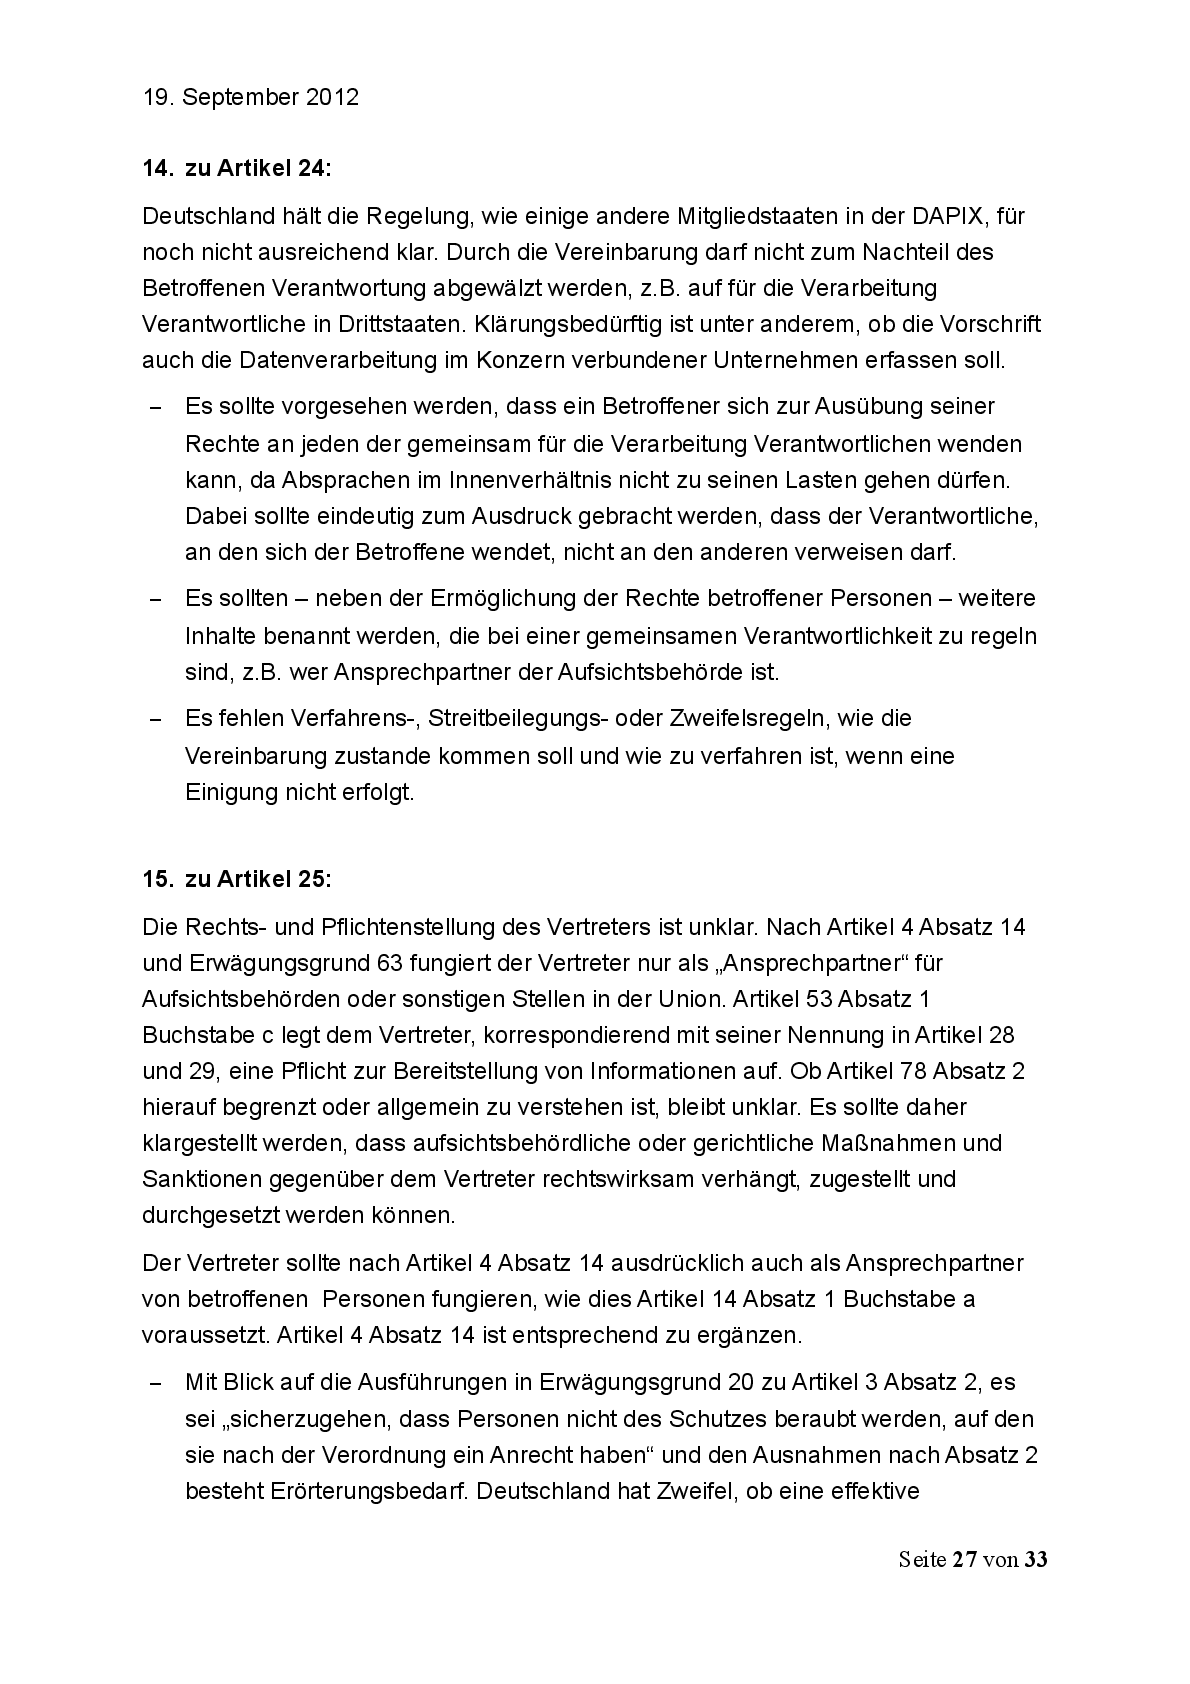 19. September 2012
14. zu Artikel 24:
Deutschland hält die Regelung, wie einige andere Mitgliedstaaten in der DAPIX, für
noch nicht ausreichend klar. Durch die Vereinbarung darf nicht zum Nachteil des
Betroffenen Verantwortung abgewälzt werden, z.B. auf für die Verarbeitung
Verantwortliche in Drittstaaten. Klärungsbedürftig ist unter anderem, ob die Vorschrift
auch die Datenverarbeitung im Konzern verbundener Unternehmen erfassen soll.
– Es sollte vorgesehen werden, dass ein Betroffener sich zur Ausübung seiner
Rechte an jeden der gemeinsam für die Verarbeitung Verantwortlichen wenden
kann, da Absprachen im Innenverhältnis nicht zu seinen Lasten gehen dürfen.
Dabei sollte eindeutig zum Ausdruck gebracht werden, dass der Verantwortliche,
an den sich der Betroffene wendet, nicht an den anderen verweisen darf.
– Es sollten – neben der Ermöglichung der Rechte betroffener Personen – weitere
Inhalte benannt werden, die bei einer gemeinsamen Verantwortlichkeit zu regeln
sind, z.B. wer Ansprechpartner der Aufsichtsbehörde ist.
– Es fehlen Verfahrens-, Streitbeilegungs- oder Zweifelsregeln, wie die
Vereinbarung zustande kommen soll und wie zu verfahren ist, wenn eine
Einigung nicht erfolgt.
15. zu Artikel 25:
Die Rechts- und Pflichtenstellung des Vertreters ist unklar. Nach Artikel 4 Absatz 14
und Erwägungsgrund 63 fungiert der Vertreter nur als „Ansprechpartner“ für
Aufsichtsbehörden oder sonstigen Stellen in der Union. Artikel 53 Absatz 1
Buchstabe c legt dem Vertreter, korrespondierend mit seiner Nennung in Artikel 28
und 29, eine Pflicht zur Bereitstellung von Informationen auf. Ob Artikel 78 Absatz 2
hierauf begrenzt oder allgemein zu verstehen ist, bleibt unklar. Es sollte daher
klargestellt werden, dass aufsichtsbehördliche oder gerichtliche Maßnahmen und
Sanktionen gegenüber dem Vertreter rechtswirksam verhängt, zugestellt und
durchgesetzt werden können.
Der Vertreter sollte nach Artikel 4 Absatz 14 ausdrücklich auch als Ansprechpartner
von betroffenen  Personen fungieren, wie dies Artikel 14 Absatz 1 Buchstabe a
voraussetzt. Artikel 4 Absatz 14 ist entsprechend zu ergänzen.
– Mit Blick auf die Ausführungen in Erwägungsgrund 20 zu Artikel 3 Absatz 2, es
sei „sicherzugehen, dass Personen nicht des Schutzes beraubt werden, auf den
sie nach der Verordnung ein Anrecht haben“ und den Ausnahmen nach Absatz 2
besteht Erörterungsbedarf. Deutschland hat Zweifel, ob eine effektive
Seite 27 von 33